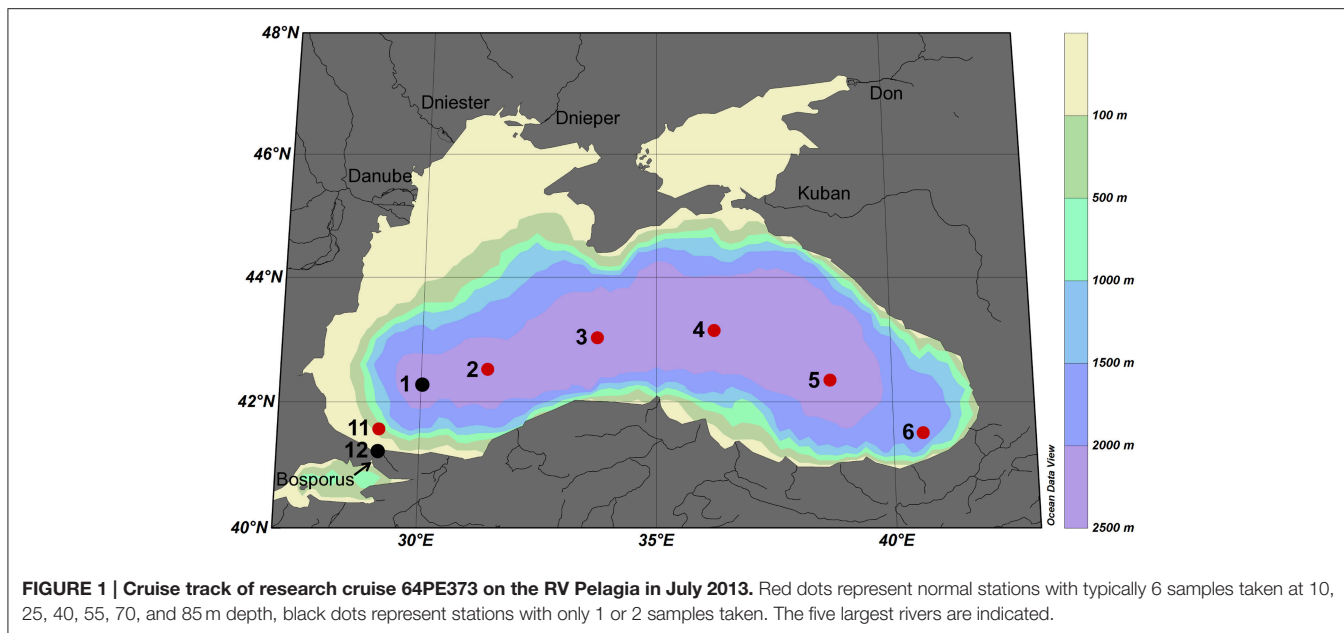 48°N
46°N
44°N
42°N
40°N
30°E
35°E
40°E
Dniester
Dnieper
Don
Danube
Kuban
1
2
3
4
5
6
11
12
Bosporus
Ocean Data View
100 m
500 m
1000 m
1500 m
2000 m
2500 m
FIGURE 1 | Cruise track of research cruise 64PE373 on the RV Pelagia in July 2013. Red dots represent normal stations with typically 6 samples taken at 10,
25, 40, 55, 70, and 85 m depth, black dots represent stations with only 1 or 2 samples taken. The five largest rivers are indicated.